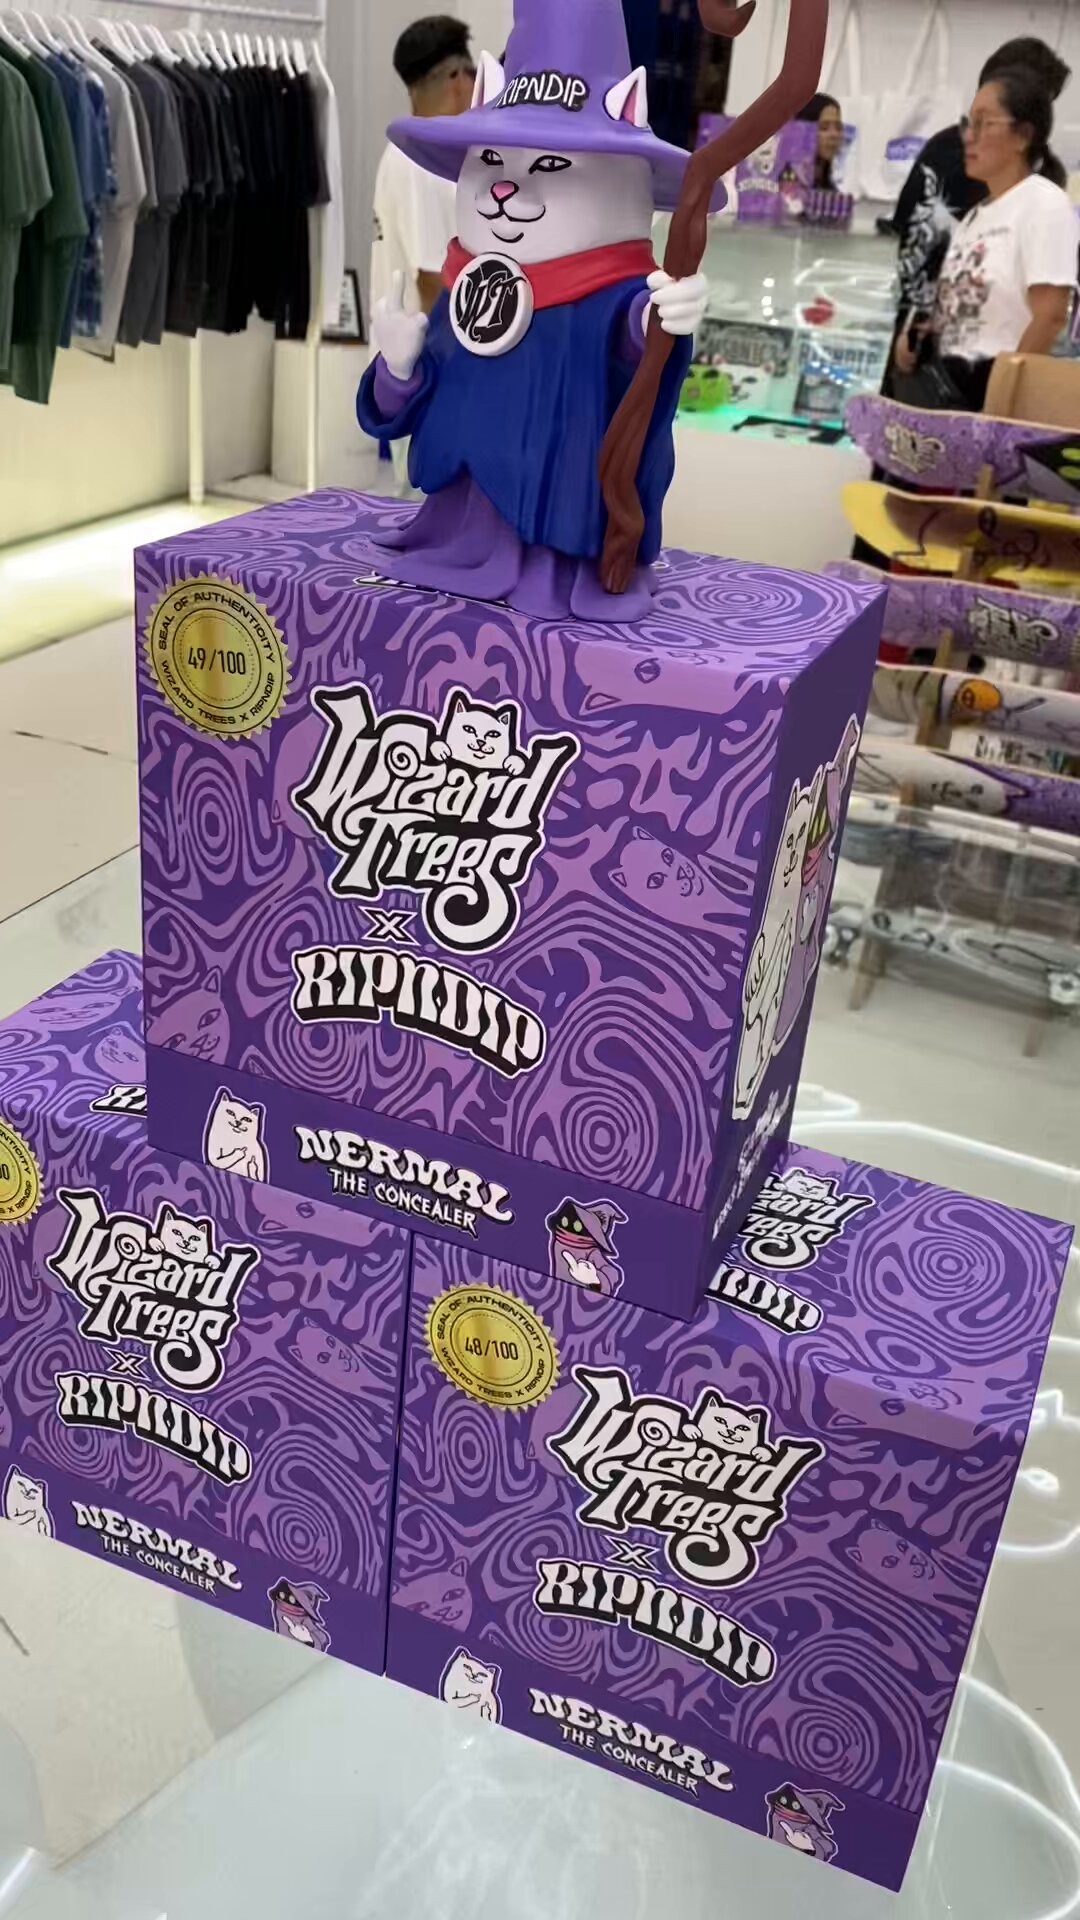 RIPNDIP
WT
SEAL OF AUTHENTICITY
49/100
WIZARD TREES X RIPNDIP
Wizard
Trees
X
RIPNDIP
NERMAL
THE CONCEALER
Wizard
Trees
X
RIPNDIP
NERMAL
THE CONCEALER
SEAL OF AUTHENTICITY
48/100
WIZARD TREES X RIPNDIP
Wizard
Trees
X
RIPNDIP
NERMAL
THE CONCEALER